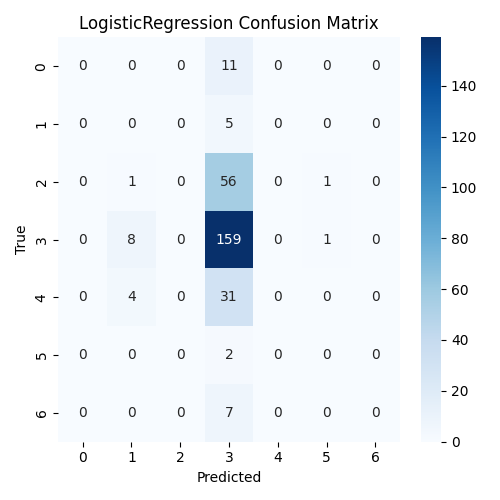 LogisticRegression Confusion Matrix
0 0 0 0 11 0 0 0
1 0 0 0 5 0 0 0
2 0 1 0 56 0 1 0
3 0 8 0 159 0 1 0
4 0 4 0 31 0 0 0
5 0 0 0 2 0 0 0
6 0 0 0 7 0 0 0
0 1 2 3 4 5 6
True
Predicted
140
120
100
80
60
40
20
0